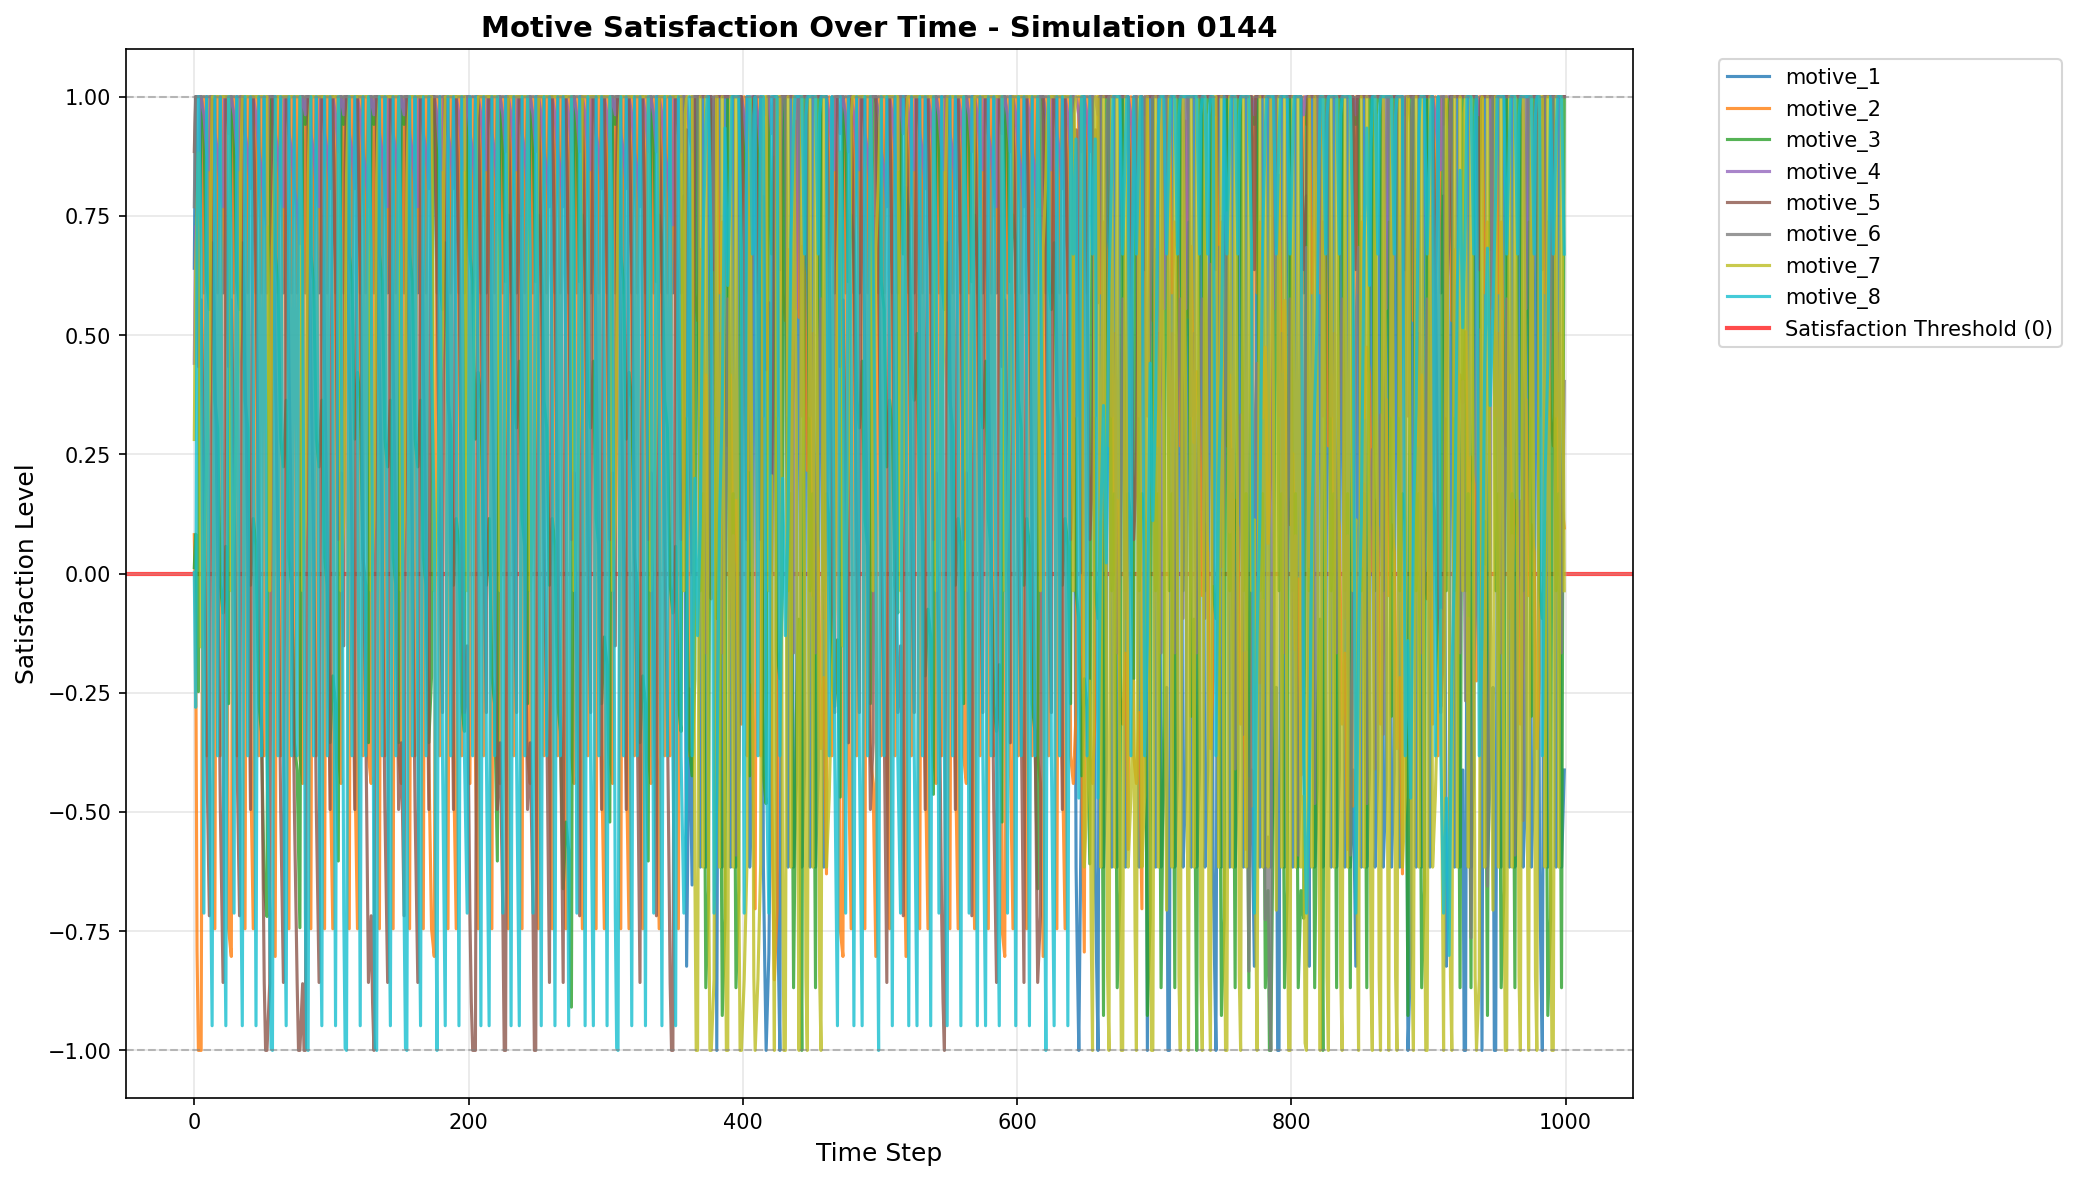 Motive Satisfaction Over Time - Simulation 0144
1.00
0.75
0.50
0.25
0.00
−0.25
−0.50
−0.75
−1.00
Satisfaction Level
0
200
400
600
800
1000
Time Step
motive_1
motive_2
motive_3
motive_4
motive_5
motive_6
motive_7
motive_8
Satisfaction Threshold (0)